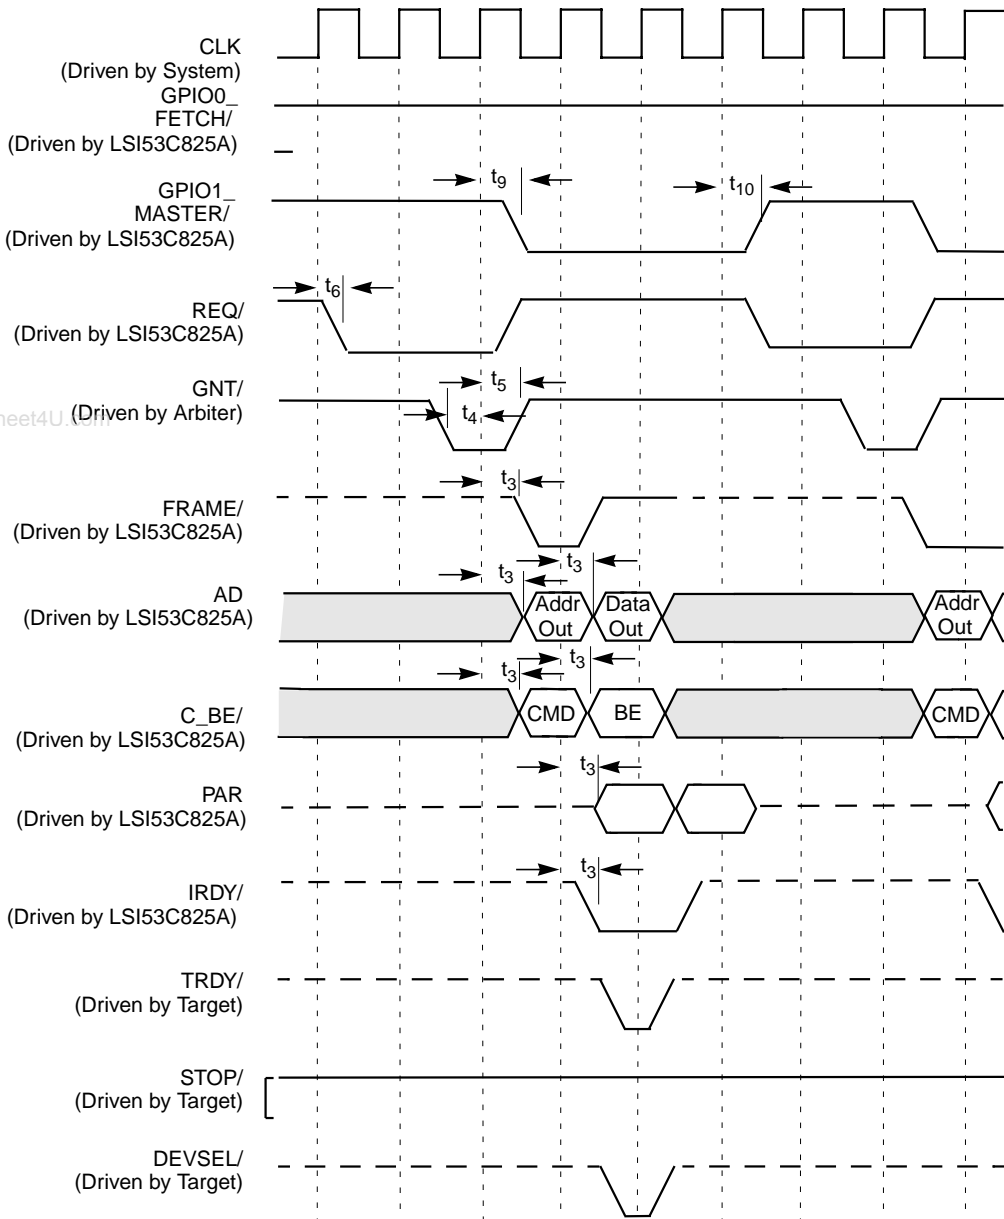 CLK
(Driven by System)
GPIO0_
FETCH/
(Driven by LSI53C825A)
t9
t10
GPIO1_
MASTER/
(Driven by LSI53C825A)
t6
REQ/
(Driven by LSI53C825A)
t5
GNT/
(Driven by Arbiter)
t4
neet4U.com
t3
FRAME/
(Driven by LSI53C825A)
t3
t3
AD
(Driven by LSI53C825A)
Addr
Out
Data
Out
Addr
Out
t3
t3
C_BE/
(Driven by LSI53C825A)
CMD
BE
CMD
t3
PAR
(Driven by LSI53C825A)
t3
IRDY/
(Driven by LSI53C825A)
TRDY/
(Driven by Target)
STOP/
(Driven by Target)
DEVSEL/
(Driven by Target)